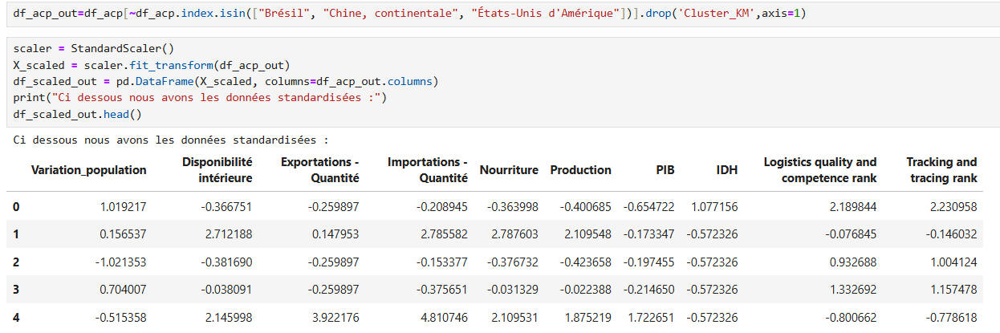 df_acp_out=df_acp[~df_acp.index.isin(["Brésil", "Chine, continentale", "États-Unis d'Amérique"])].drop('Cluster_KM',axis=1)
scaler = StandardScaler()
X_scaled = scaler.fit_transform(df_acp_out)
df_scaled_out = pd.DataFrame(X_scaled, columns=df_acp_out.columns)
print("Ci dessous nous avons les données standardisées :")
df_scaled_out.head()
Ci dessous nous avons les données standardisées :
Variation_population Disponibilité intérieure Exportations - Quantité Importations - Quantité Nourriture Production PIB IDH Logistics quality and competence rank Tracking and tracing rank
0 1.019217 -0.366751 -0.259897 -0.208945 -0.363998 -0.400685 -0.654722 1.077156 2.189844 2.230958
1 0.156537 2.712188 0.147953 2.785582 2.787603 2.109548 -0.173347 -0.572326 -0.076845 -0.146032
2 -1.021353 -0.381690 -0.259897 -0.153377 -0.376732 -0.423658 -0.197455 -0.572326 0.932688 1.004124
3 0.704007 -0.038091 -0.259897 -0.375651 -0.031329 -0.022388 -0.214650 -0.572326 1.332692 1.157478
4 -0.515358 2.145998 3.922176 4.810746 2.109531 1.875219 1.722651 -0.572326 -0.800662 -0.778618